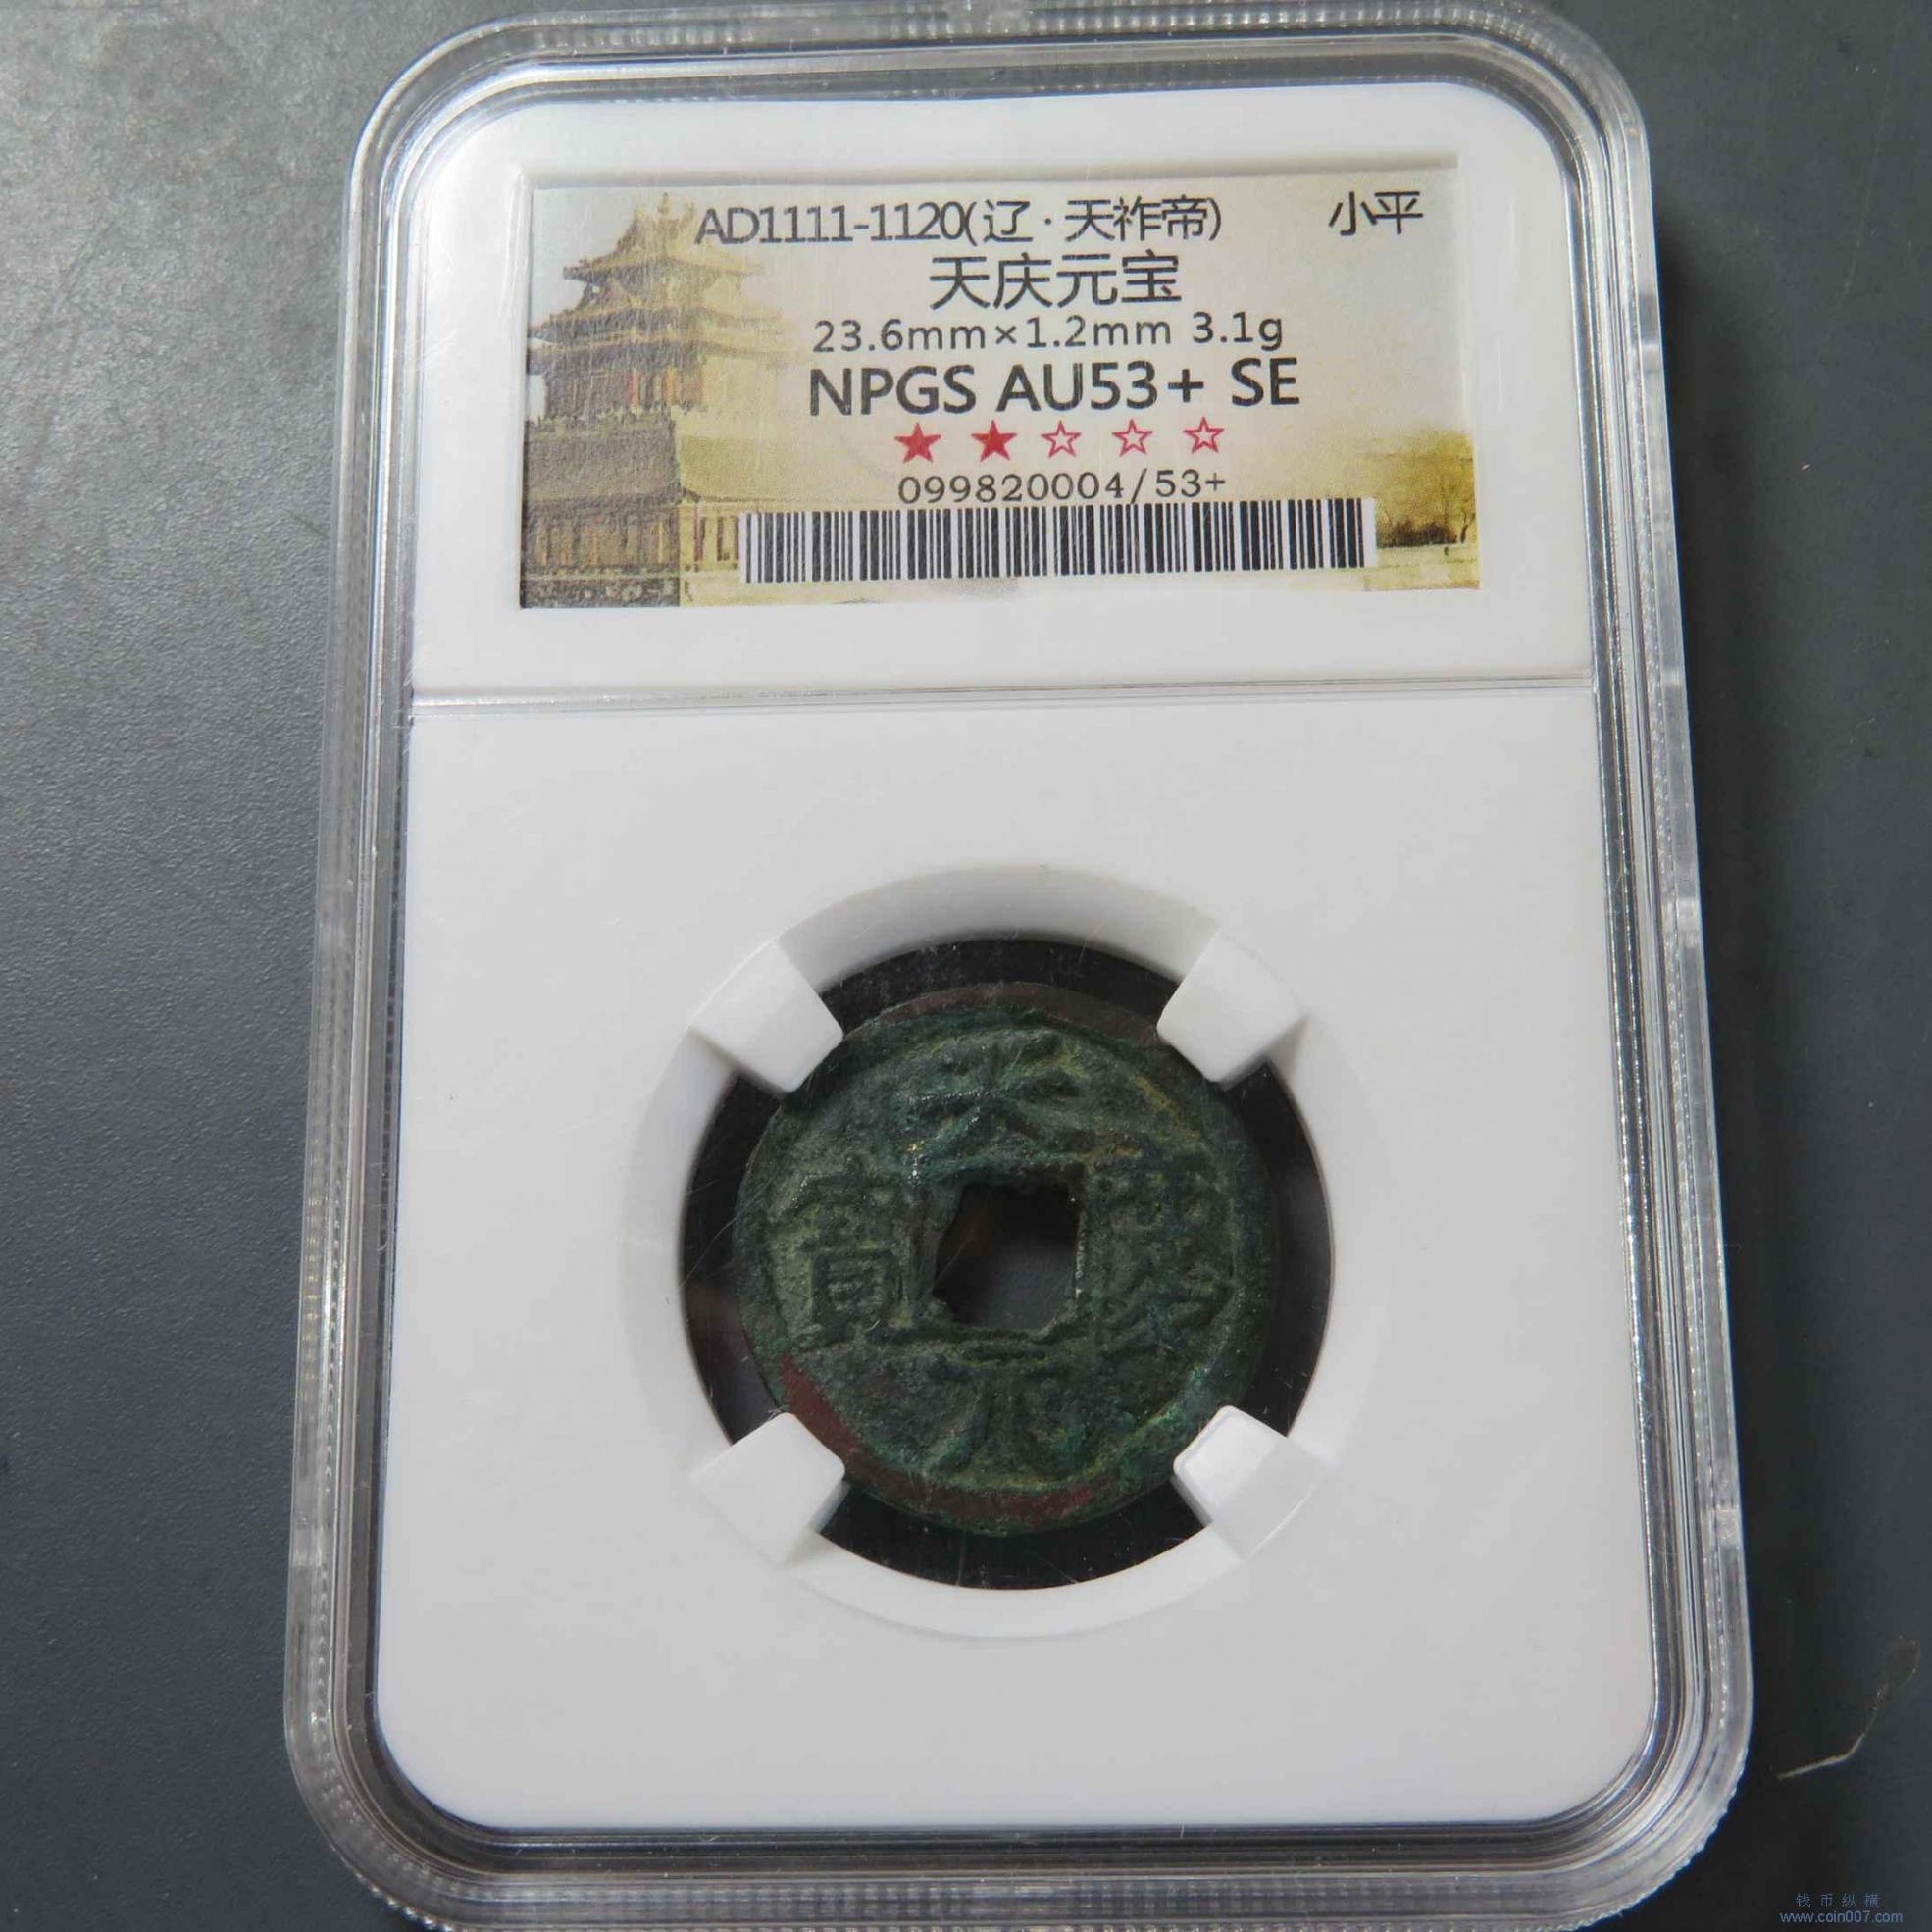 AD1111-1120(辽·天祚帝) 小平
天庆元宝
23.6mm×1.2mm 3.1g
NPGS AU53+ SE
099820004/53+
天
慶
元
寶
钱币纵横
www.coin007.com